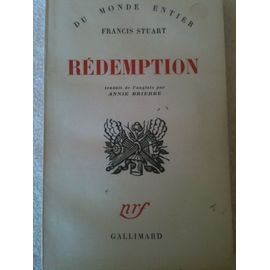 DU MONDE ENTIER
FRANCIS STUART
RÉDEMPTION
traduit de l'anglais par
ANNIE BRIERRE
nrf
GALLIMARD